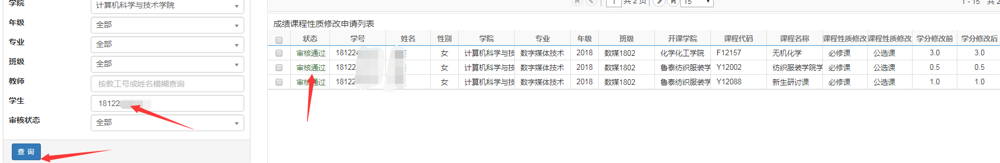 学院 计算机科学与技术学院
年级 全部
专业 全部
班级 全部
教师 按教工号或姓名模糊查询
学生 18122
审核状态 全部
查 询
1 共 2 页 15
1 - 15 共 2
成绩课程性质修改申请列表
状态 学号 姓名 性别 学院 专业 年级 班级 开课学院 课程代码 课程名称 课程性质修改 课程性质修改 学分修改前 学分修改后
审核通过 181224 女 计算机科学与技 数字媒体技术 2018 数媒1802 化学化工学院 F12157 无机化学 必修课 公选课 3.0 3.0
审核通过 18122 女 计算机科学与技 数字媒体技术 2018 数媒1802 鲁泰纺织服装学 Y12002 纺织服装学院学 必修课 公选课 0.5 0.5
审核通过 18122 女 计算机科学与技 数字媒体技术 2018 数媒1802 鲁泰纺织服装学 Y12088 新生研讨课 必修课 公选课 1.0 1.0